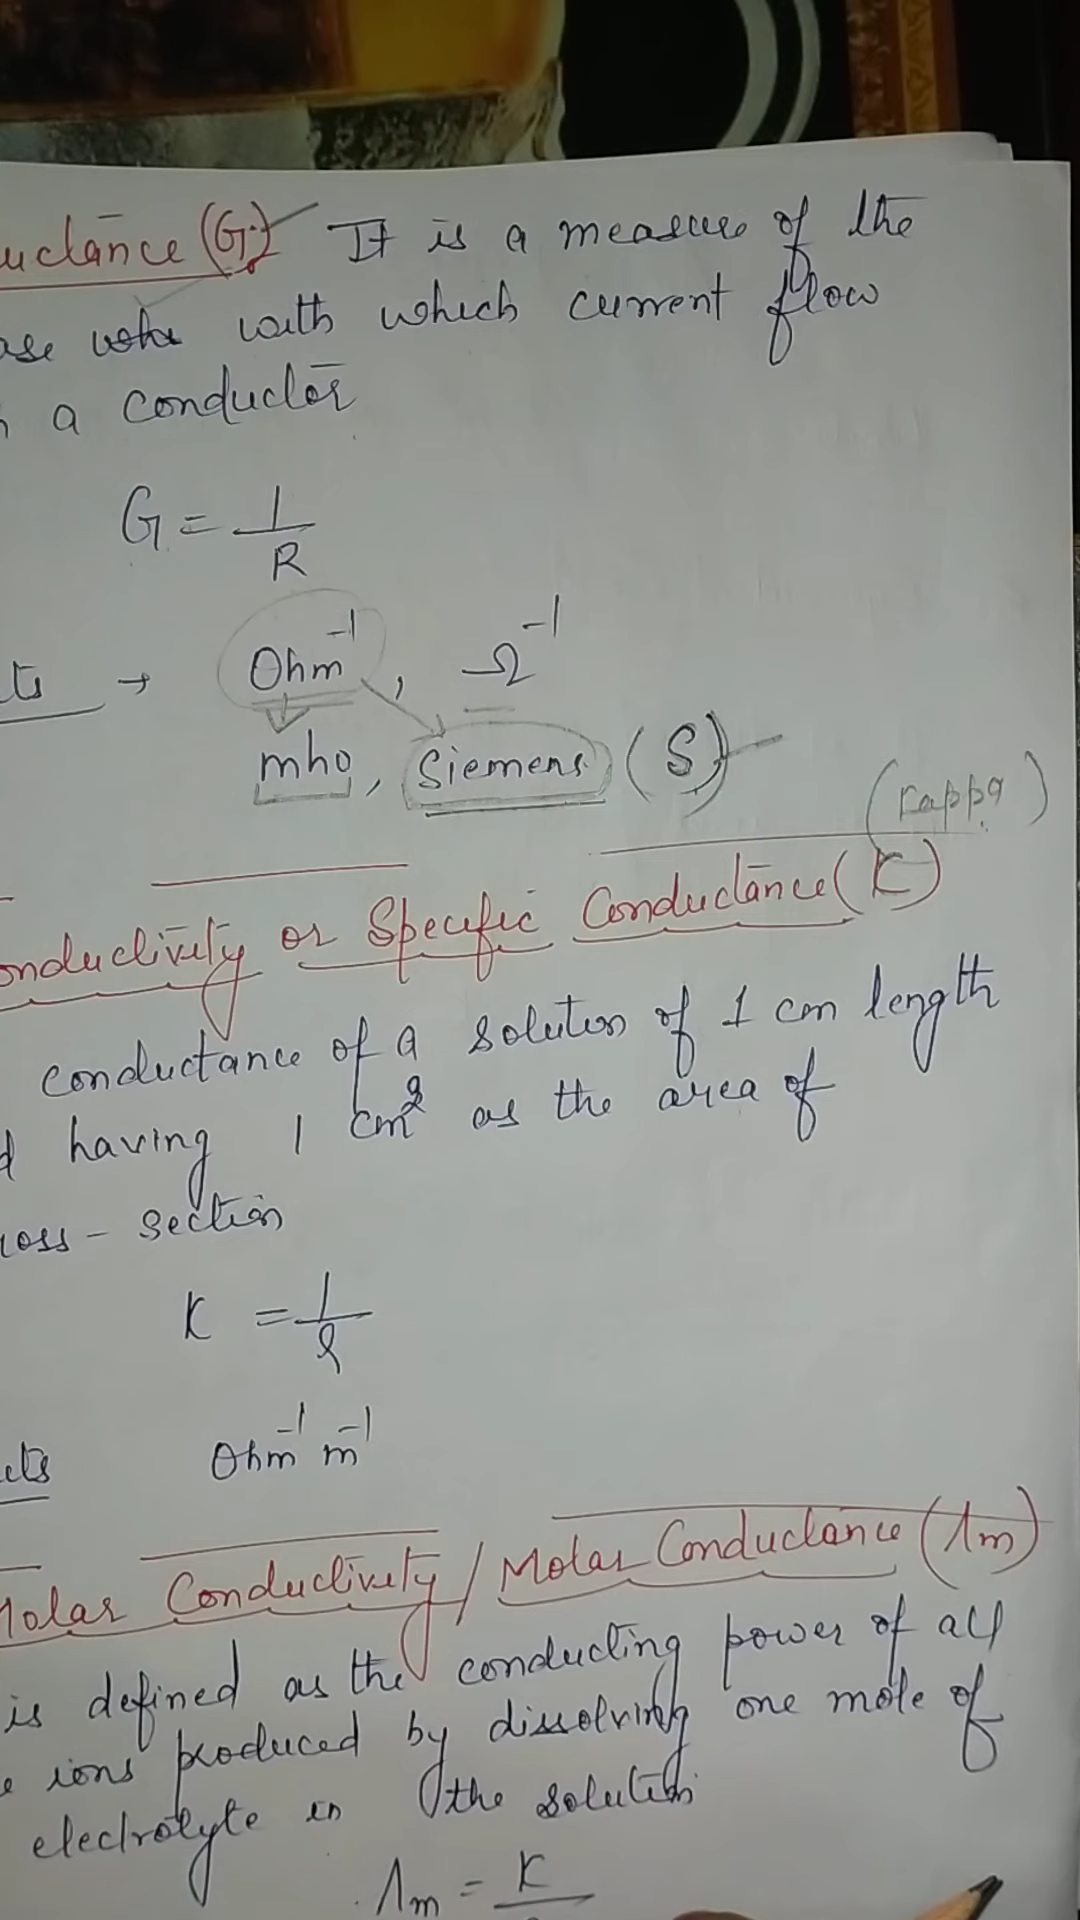 uctance (G) It is a measure of the
ase with which current flow
a conductor
G = 1/R
ts → Ohm⁻¹, Ω⁻¹
mho, Siemens (S)
(kappa)
onductivity or Specific Conductance (K)
conductance of a solution of 1 cm length
d having 1 cm² as the area of
ross-section
K = 1/ρ
its Ohm⁻¹ m⁻¹
Molar Conductivity / Molar Conductance (Λm)
is defined as the conducting power of all
e ions produced by dissolving one mole of
electrolyte in the solution
Λm = K